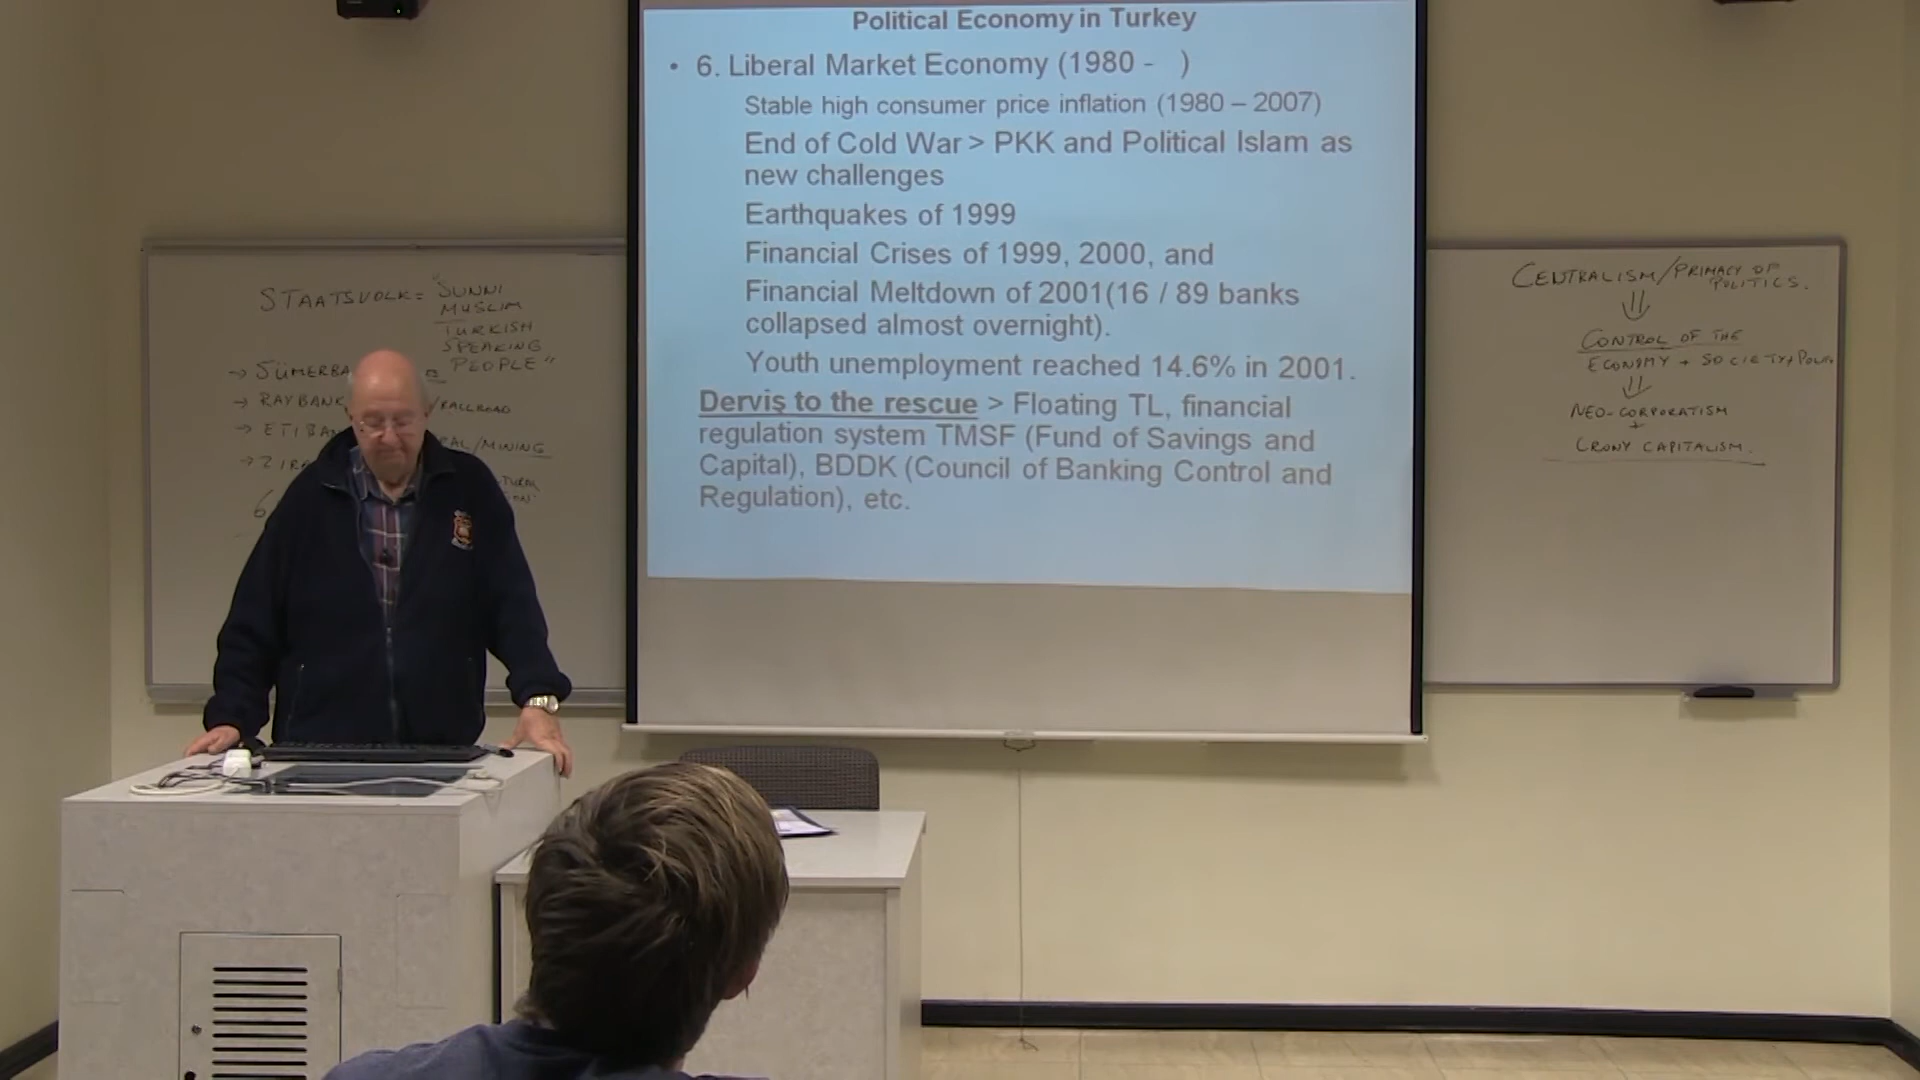 Political Economy in Turkey
• 6. Liberal Market Economy (1980 - )
Stable high consumer price inflation (1980 – 2007)
End of Cold War > PKK and Political Islam as
new challenges
Earthquakes of 1999
Financial Crises of 1999, 2000, and
Financial Meltdown of 2001(16 / 89 banks
collapsed almost overnight).
Youth unemployment reached 14.6% in 2001.
Derviş to the rescue > Floating TL, financial
regulation system TMSF (Fund of Savings and
Capital), BDDK (Council of Banking Control and
Regulation), etc.
STAATSVOLK = "SUNNI
MUSLIM
TURKISH
SPEAKING
PEOPLE"
→ SÜMERBA
→ RAYBANK /RAILROAD
→ ETIBA RAL/MINING
→ ZIRA
CENTRALISM/PRIMACY OF
POLITICS.
⇓
CONTROL OF THE
ECONOMY + SOCIETY+
⇓
NEO-CORPORATISM
+
CRONY CAPITALISM.